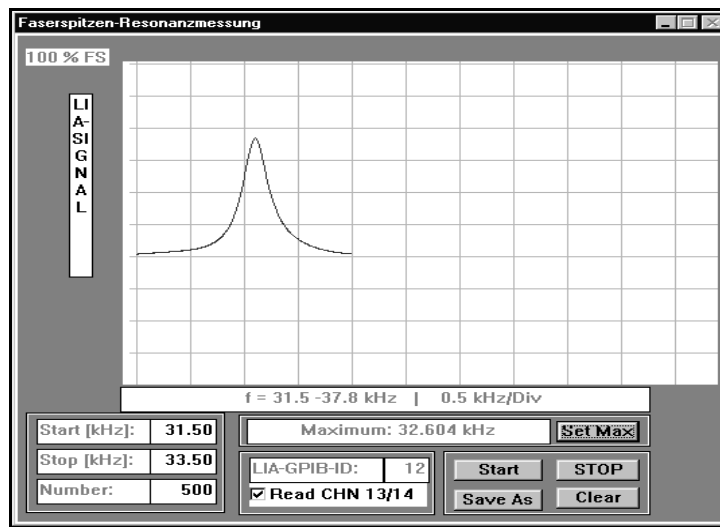 Faserspitzen-Resonanzmessung
100 % FS
LI
A-
SI
G
N
A
L
f = 31.5 -37.8 kHz | 0.5 kHz/Div
Start [kHz]: 31.50
Maximum: 32.604 kHz Set Max
Stop [kHz]: 33.50
LIA-GPIB-ID: 12 Start STOP
Number: 500
Read CHN 13/14 Save As Clear